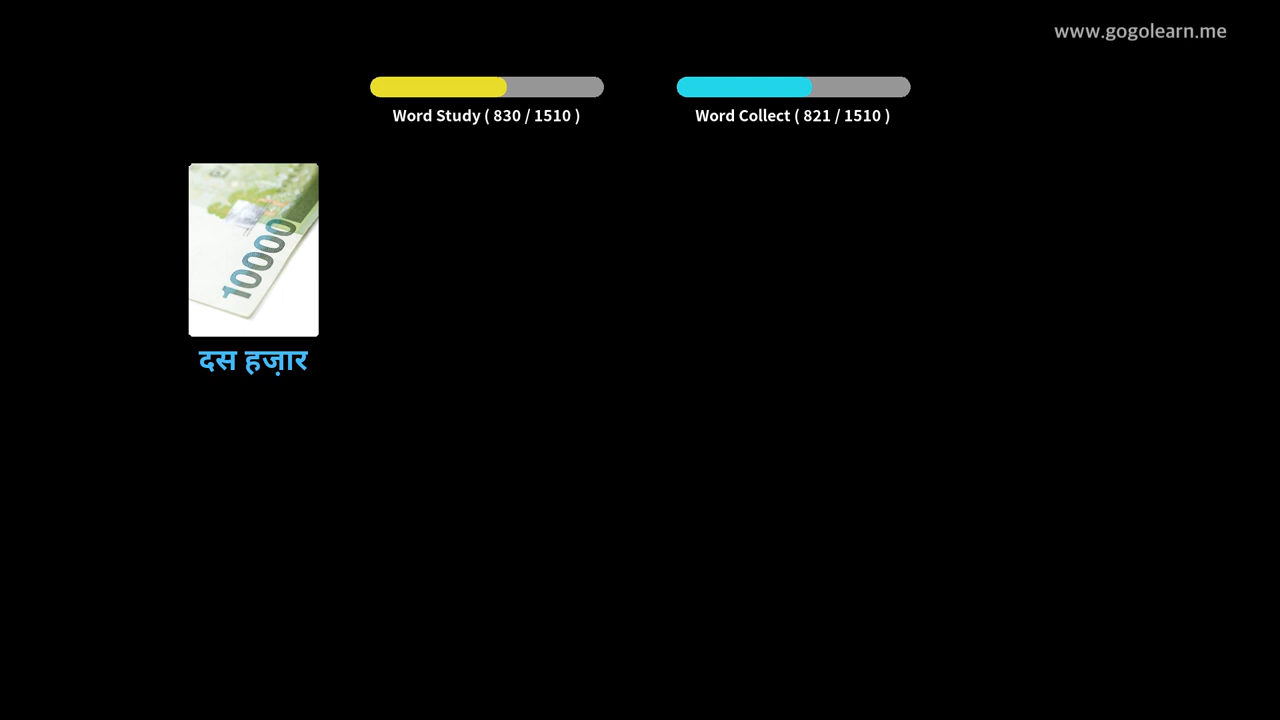 www.gogolearn.me
Word Study ( 830 / 1510 )
Word Collect ( 821 / 1510 )
10000
दस हज़ार